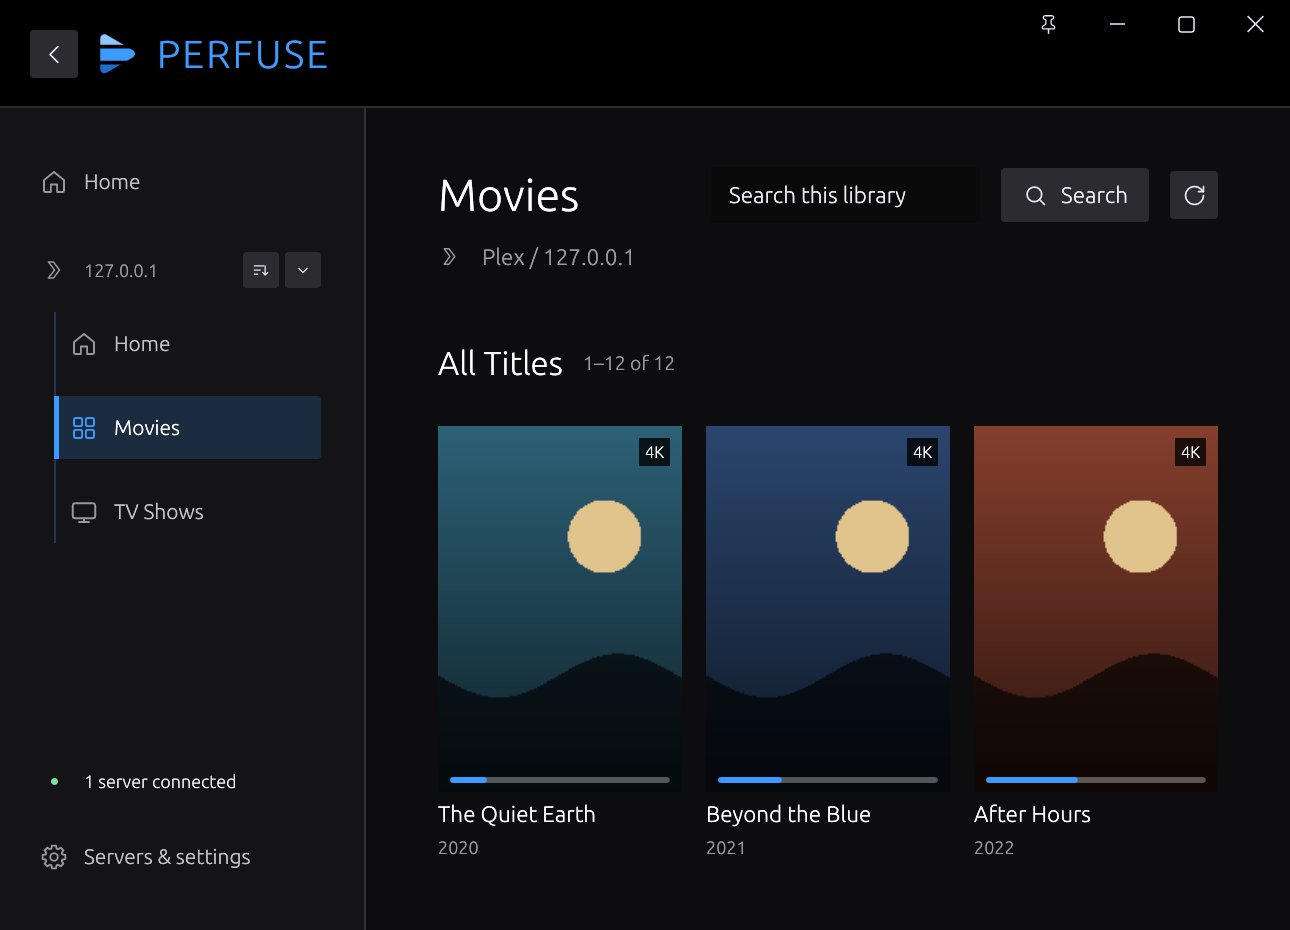 PERFUSE
Home
127.0.0.1
Home
Movies
TV Shows
1 server connected
Servers & settings
Movies
Search this library
Search
Plex / 127.0.0.1
All Titles
1–12 of 12
4K
4K
4K
The Quiet Earth
2020
Beyond the Blue
2021
After Hours
2022